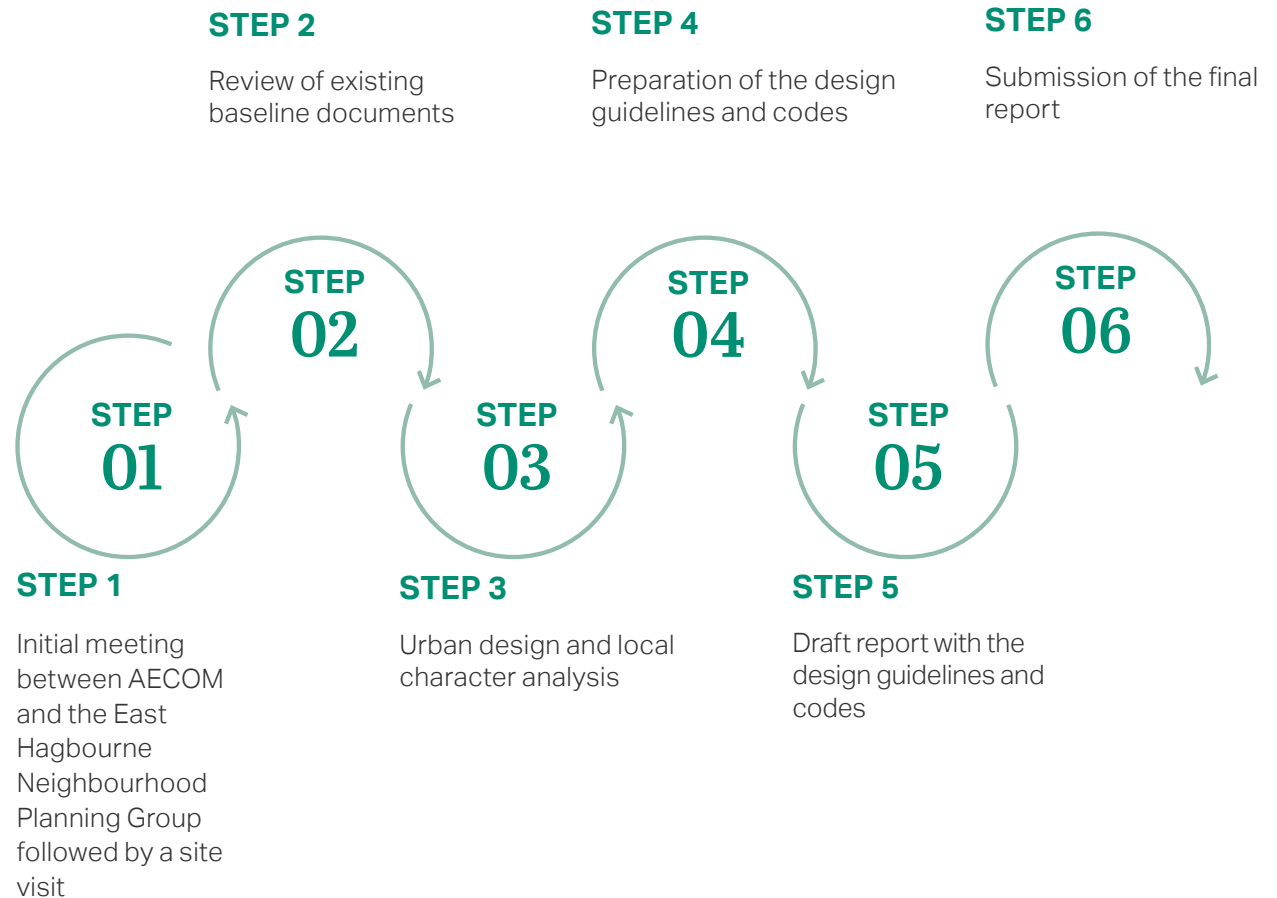 STEP 2
Review of existing
baseline documents
STEP 4
Preparation of the design
guidelines and codes
STEP 6
Submission of the final
report
STEP
01
STEP
02
STEP
03
STEP
04
STEP
05
STEP
06
STEP 1
Initial meeting
between AECOM
and the East
Hagbourne
Neighbourhood
Planning Group
followed by a site
visit
STEP 3
Urban design and local
character analysis
STEP 5
Draft report with the
design guidelines and
codes